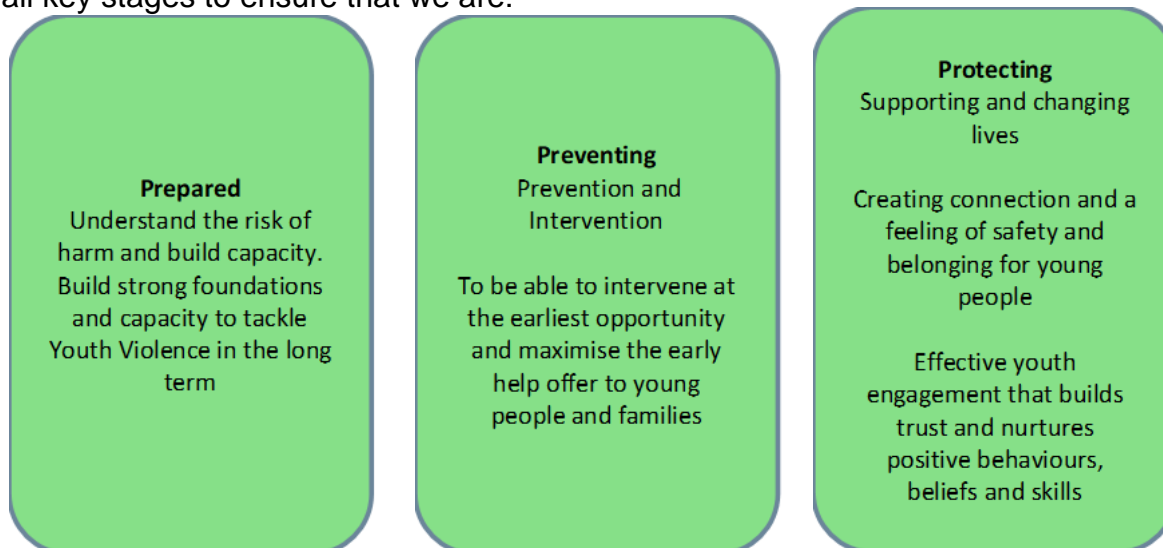 all key stages to ensure that we are:
Prepared
Understand the risk of
harm and build capacity.
Build strong foundations
and capacity to tackle
Youth Violence in the long
term
Preventing
Prevention and
Intervention
To be able to intervene at
the earliest opportunity
and maximise the early
help offer to young
people and families
Protecting
Supporting and changing
lives
Creating connection and a
feeling of safety and
belonging for young
people
Effective youth
engagement that builds
trust and nurtures
positive behaviours,
beliefs and skills